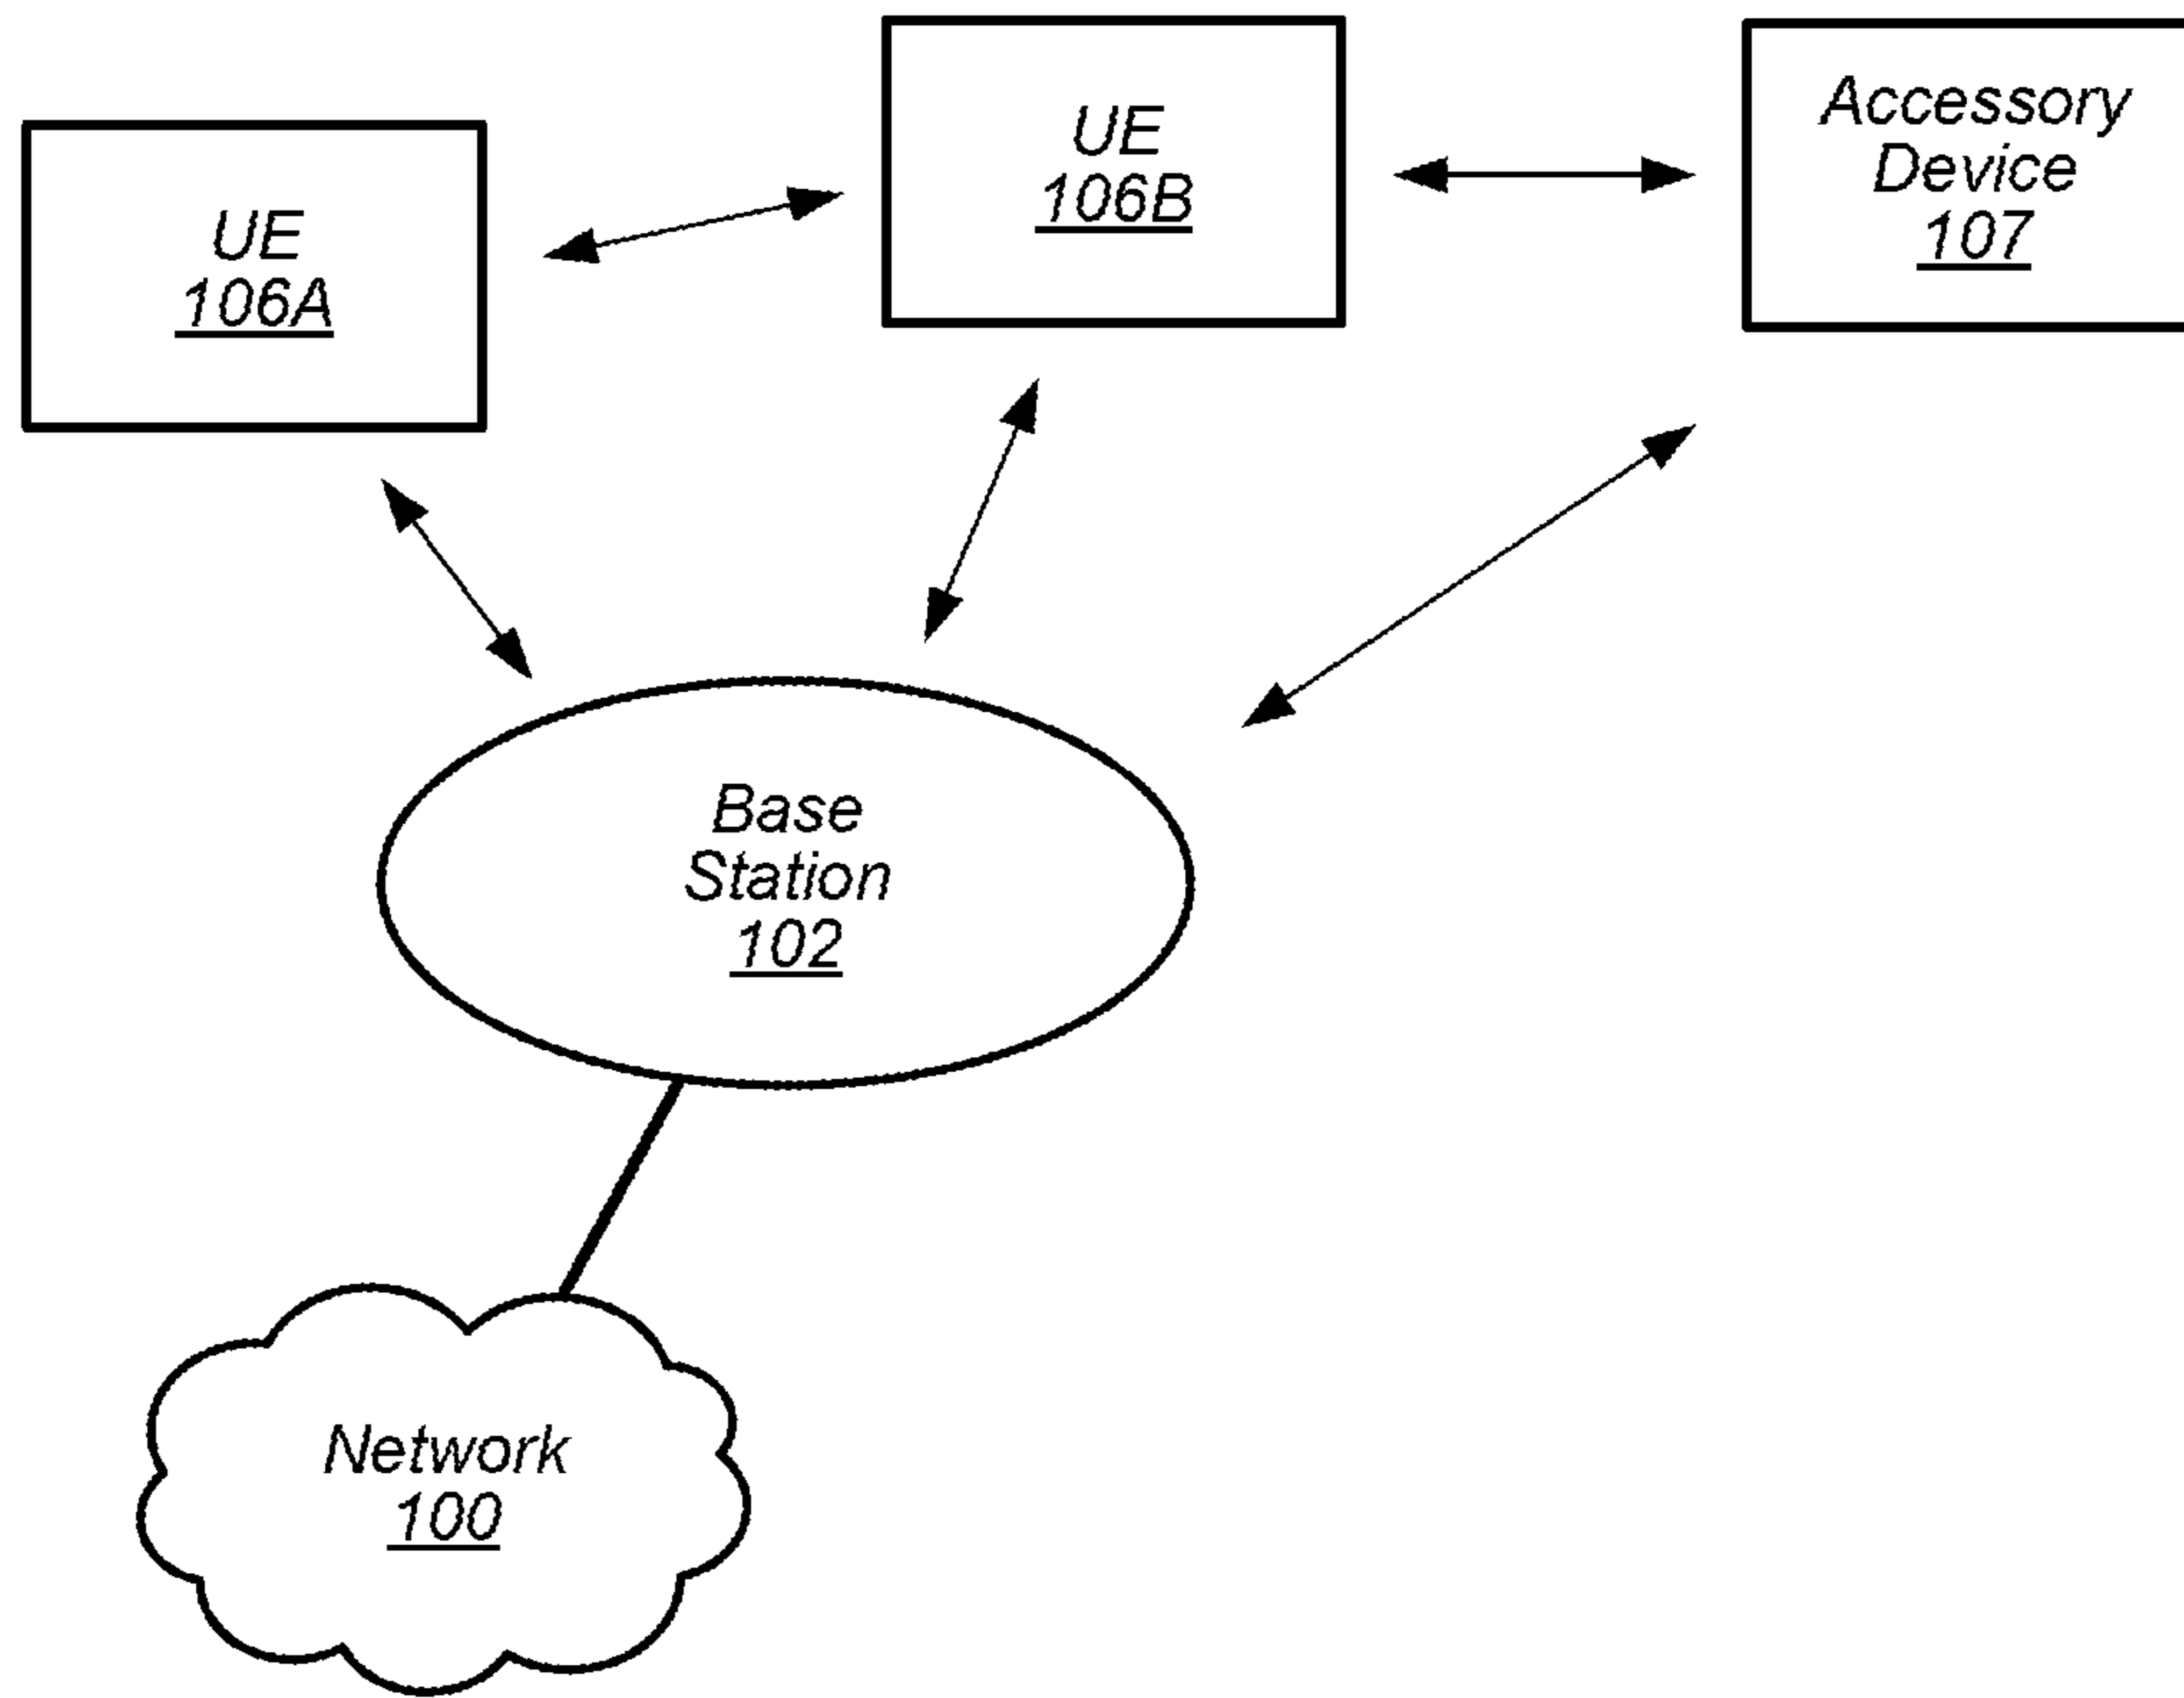 UE
106A
UE
106B
Accessory
Device
107
Base
Station
102
Network
100